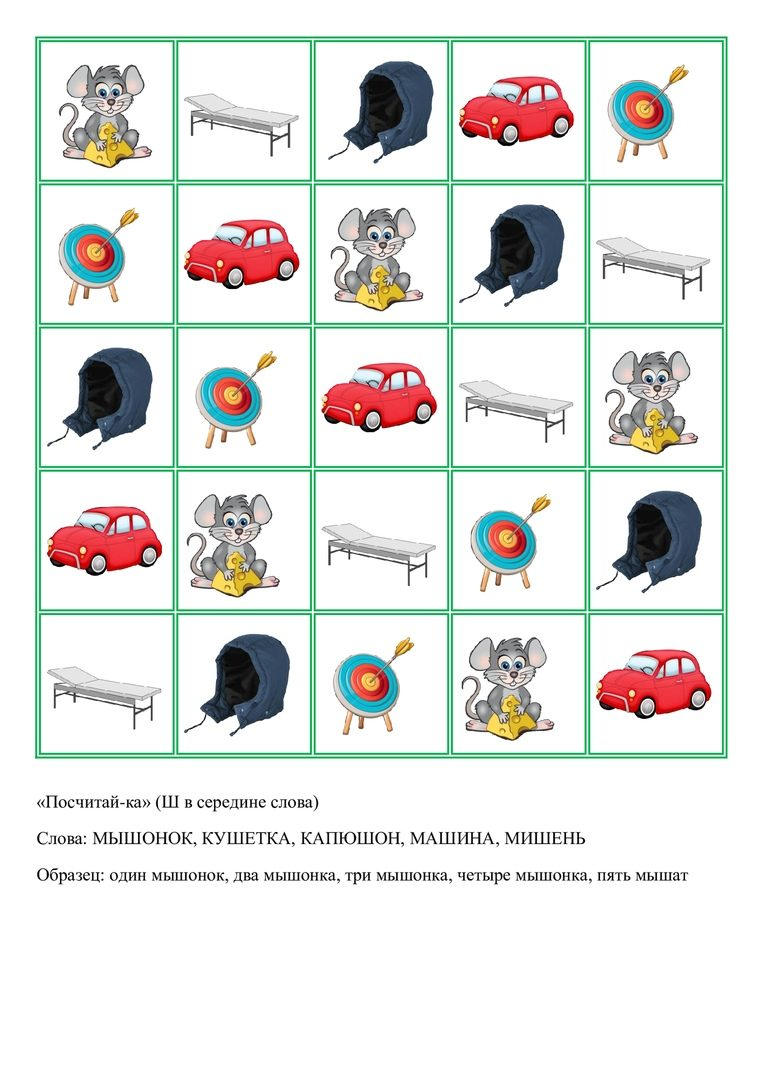 «Посчитай-ка» (Ш в середине слова)
Слова: МЫШОНОК, КУШЕТКА, КАПЮШОН, МАШИНА, МИШЕНЬ
Образец: один мышонок, два мышонка, три мышонка, четыре мышонка, пять мышат